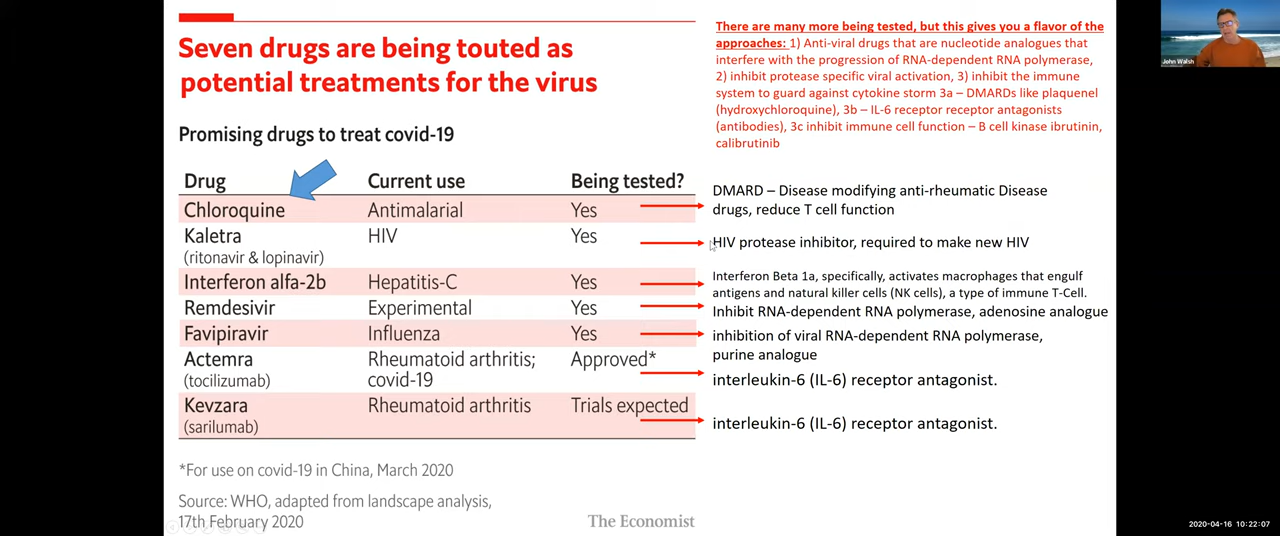 Seven drugs are being touted as
potential treatments for the virus
Promising drugs to treat covid-19
Drug Current use Being tested?
Chloroquine Antimalarial Yes
Kaletra HIV Yes
(ritonavir & lopinavir)
Interferon alfa-2b Hepatitis-C Yes
Remdesivir Experimental Yes
Favipiravir Influenza Yes
Actemra Rheumatoid arthritis; Approved*
(tocilizumab) covid-19
Kevzara Rheumatoid arthritis Trials expected
(sarilumab)
*For use on covid-19 in China, March 2020
Source: WHO, adapted from landscape analysis,
17th February 2020
The Economist
There are many more being tested, but this gives you a flavor of the
approaches: 1) Anti-viral drugs that are nucleotide analogues that
interfere with the progression of RNA-dependent RNA polymerase,
2) inhibit protease specific viral activation, 3) inhibit the immune
system to guard against cytokine storm 3a – DMARDs like plaquenel
(hydroxychloroquine), 3b – IL-6 receptor receptor antagonists
(antibodies), 3c inhibit immune cell function – B cell kinase ibrutinin,
calibrutinib
DMARD – Disease modifying anti-rheumatic Disease
drugs, reduce T cell function
HIV protease inhibitor, required to make new HIV
Interferon Beta 1a, specifically, activates macrophages that engulf
antigens and natural killer cells (NK cells), a type of immune T-Cell.
Inhibit RNA-dependent RNA polymerase, adenosine analogue
inhibition of viral RNA-dependent RNA polymerase,
purine analogue
interleukin-6 (IL-6) receptor antagonist.
interleukin-6 (IL-6) receptor antagonist.
John Walsh
2020-04-16 10:22:07